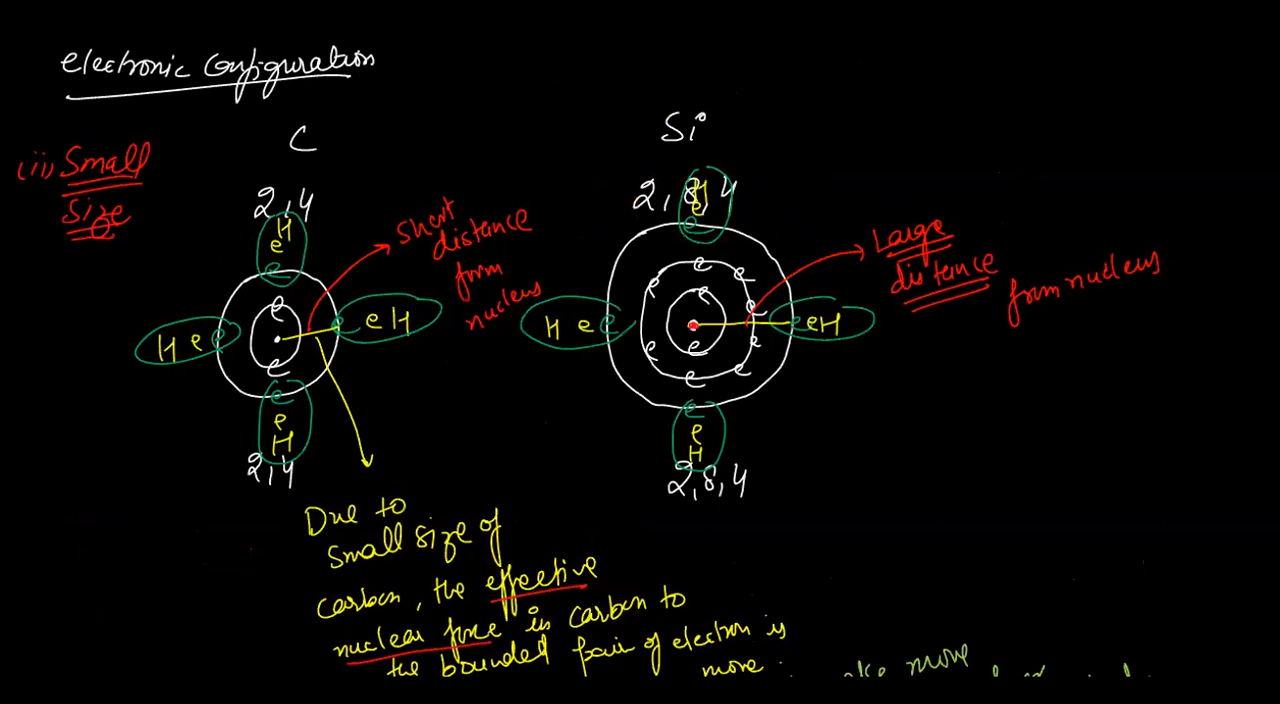 electronic configuration
(ii) Small
Size
C
2,4
H
e
e
e
e
H e e
e e H
e
e
H
2,4
Short
distance
from
nucleus
Si
2,8,4
H
e
e
e e
e
e
e
H e e
e
e H
e
e
e
e
e
e
H
2,8,4
Large
distance
from nucleus
Due to
small size of
carbon, the effective
nuclear force in carbon to
the bounded pair of electron is
more
more